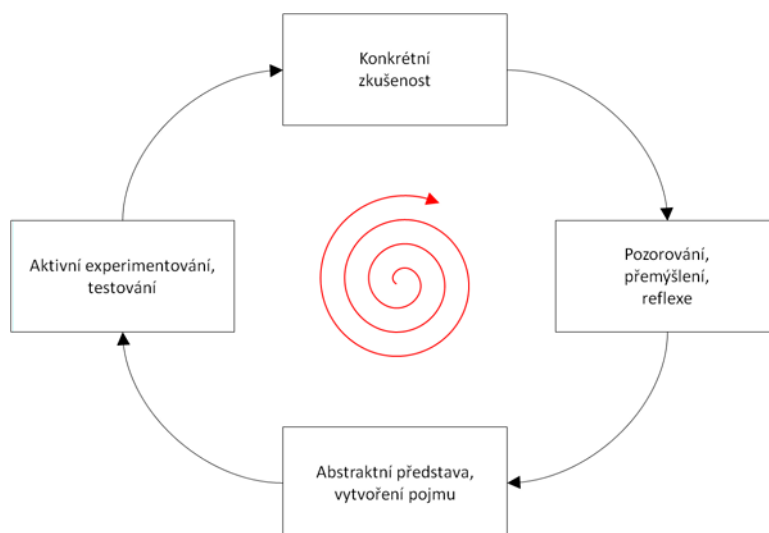 Konkrétní
zkušenost
Aktivní experimentování,
testování
Pozorování,
přemýšlení,
reflexe
Abstraktní představa,
vytvoření pojmu